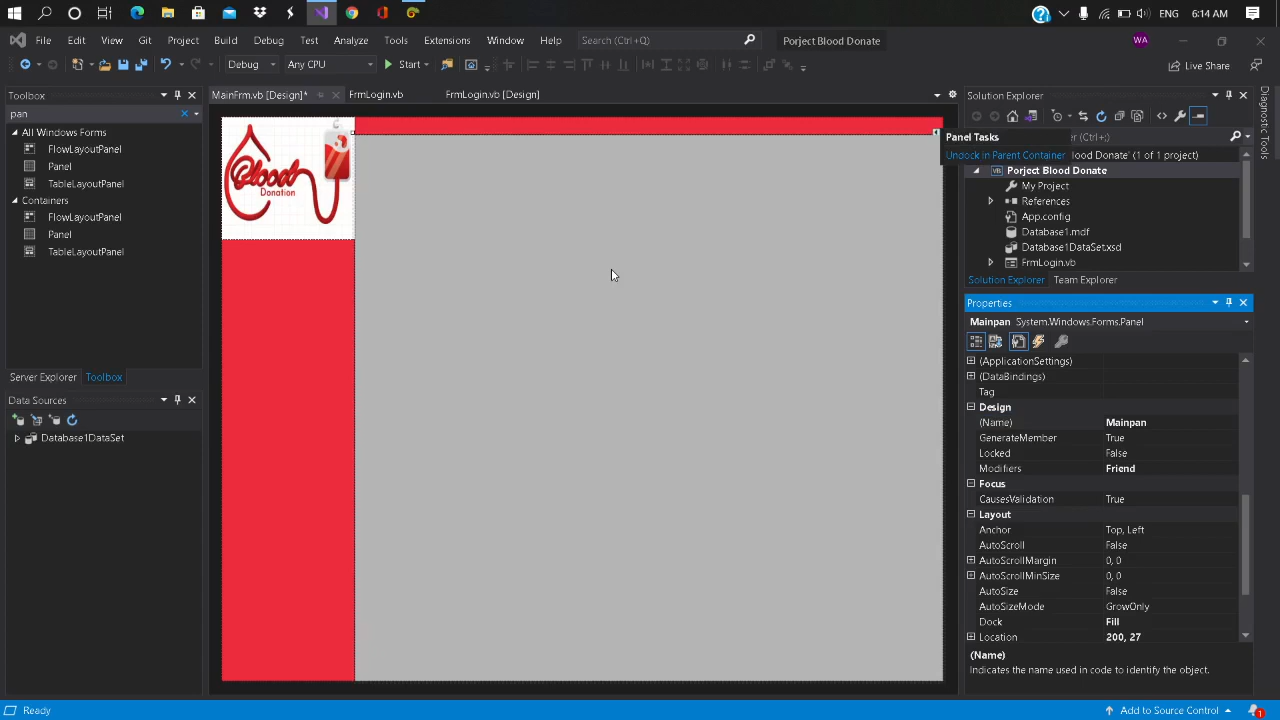 ENG
6:14 AM
File Edit View Git Project Build Debug Test Analyze Tools Extensions Window Help
Search (Ctrl+Q)
Porject Blood Donate
WA
Debug
Any CPU
Start
Live Share
Toolbox
pan
All Windows Forms
FlowLayoutPanel
Panel
TableLayoutPanel
Containers
FlowLayoutPanel
Panel
TableLayoutPanel
Server Explorer Toolbox
Data Sources
Database1DataSet
MainFrm.vb [Design]*
FrmLogin.vb
FrmLogin.vb [Design]
Blood
Donation
Panel Tasks
Undock in Parent Container
Solution Explorer
(Ctrl+;)
Blood Donate' (1 of 1 project)
Porject Blood Donate
My Project
References
App.config
Database1.mdf
Database1DataSet.xsd
FrmLogin.vb
Solution Explorer Team Explorer
Diagnostic Tools
Properties
Mainpan System.Windows.Forms.Panel
(ApplicationSettings)
(DataBindings)
Tag
Design
(Name) Mainpan
GenerateMember True
Locked False
Modifiers Friend
Focus
CausesValidation True
Layout
Anchor Top, Left
AutoScroll False
AutoScrollMargin 0, 0
AutoScrollMinSize 0, 0
AutoSize False
AutoSizeMode GrowOnly
Dock Fill
Location 200, 27
(Name)
Indicates the name used in code to identify the object.
Ready
Add to Source Control
1